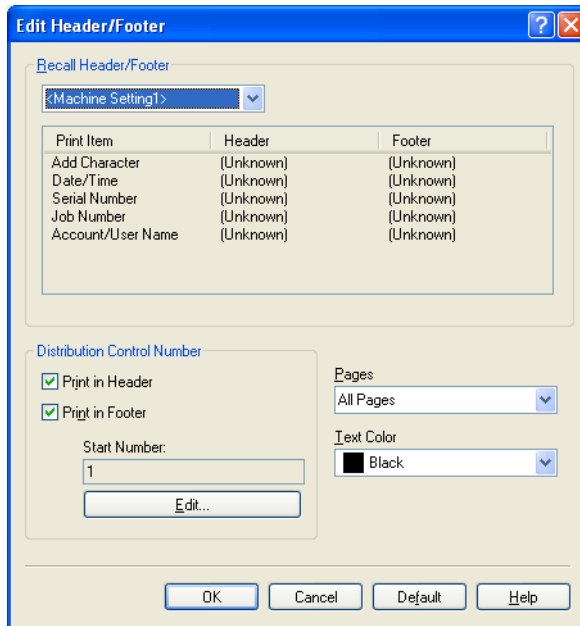 Edit Header/Footer
Recall Header/Footer
<Machine Setting1>
Print Item Header Footer
Add Character (Unknown) (Unknown)
Date/Time (Unknown) (Unknown)
Serial Number (Unknown) (Unknown)
Job Number (Unknown) (Unknown)
Account/User Name (Unknown) (Unknown)
Distribution Control Number
Print in Header
Print in Footer
Start Number:
1
Edit...
Pages
All Pages
Text Color
Black
OK Cancel Default Help